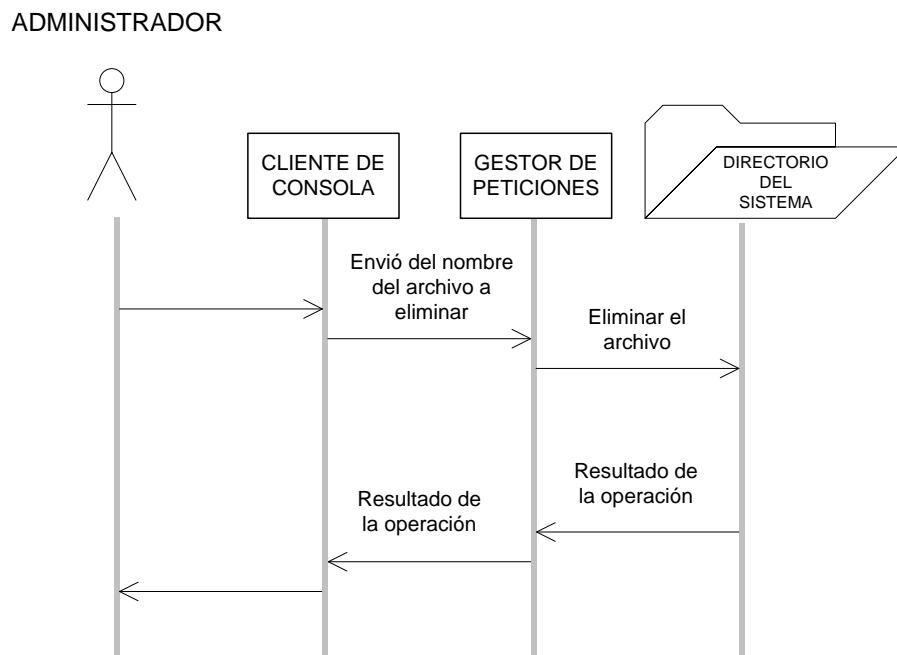 ADMINISTRADOR
CLIENTE DE
CONSOLA
GESTOR DE
PETICIONES
DIRECTORIO
DEL
SISTEMA
Envió del nombre
del archivo a
eliminar
Eliminar el
archivo
Resultado de
la operación
Resultado de
la operación